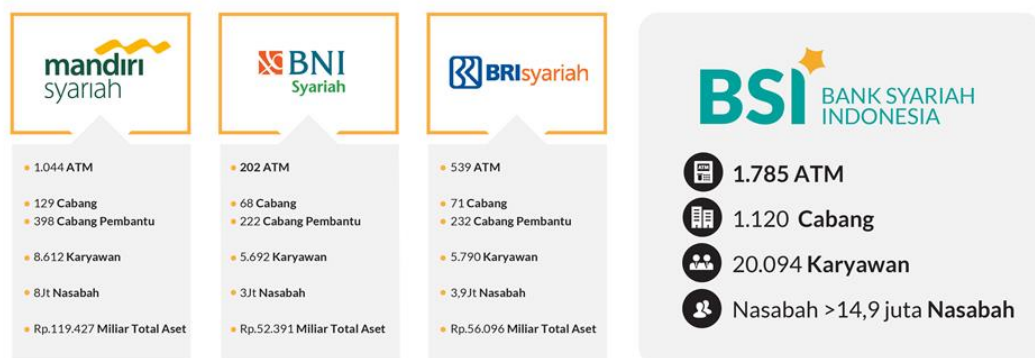 mandiri
syariah
1.044 ATM
129 Cabang
398 Cabang Pembantu
8.612 Karyawan
8Jt Nasabah
Rp.119.427 Miliar Total Aset
BNI
Syariah
202 ATM
68 Cabang
222 Cabang Pembantu
5.692 Karyawan
3Jt Nasabah
Rp.52.391 Miliar Total Aset
BRIsyariah
539 ATM
71 Cabang
232 Cabang Pembantu
5.790 Karyawan
3,9Jt Nasabah
Rp.56.096 Miliar Total Aset
BSI BANK SYARIAH
INDONESIA
ATM
1.785 ATM
1.120 Cabang
20.094 Karyawan
Nasabah >14,9 juta Nasabah